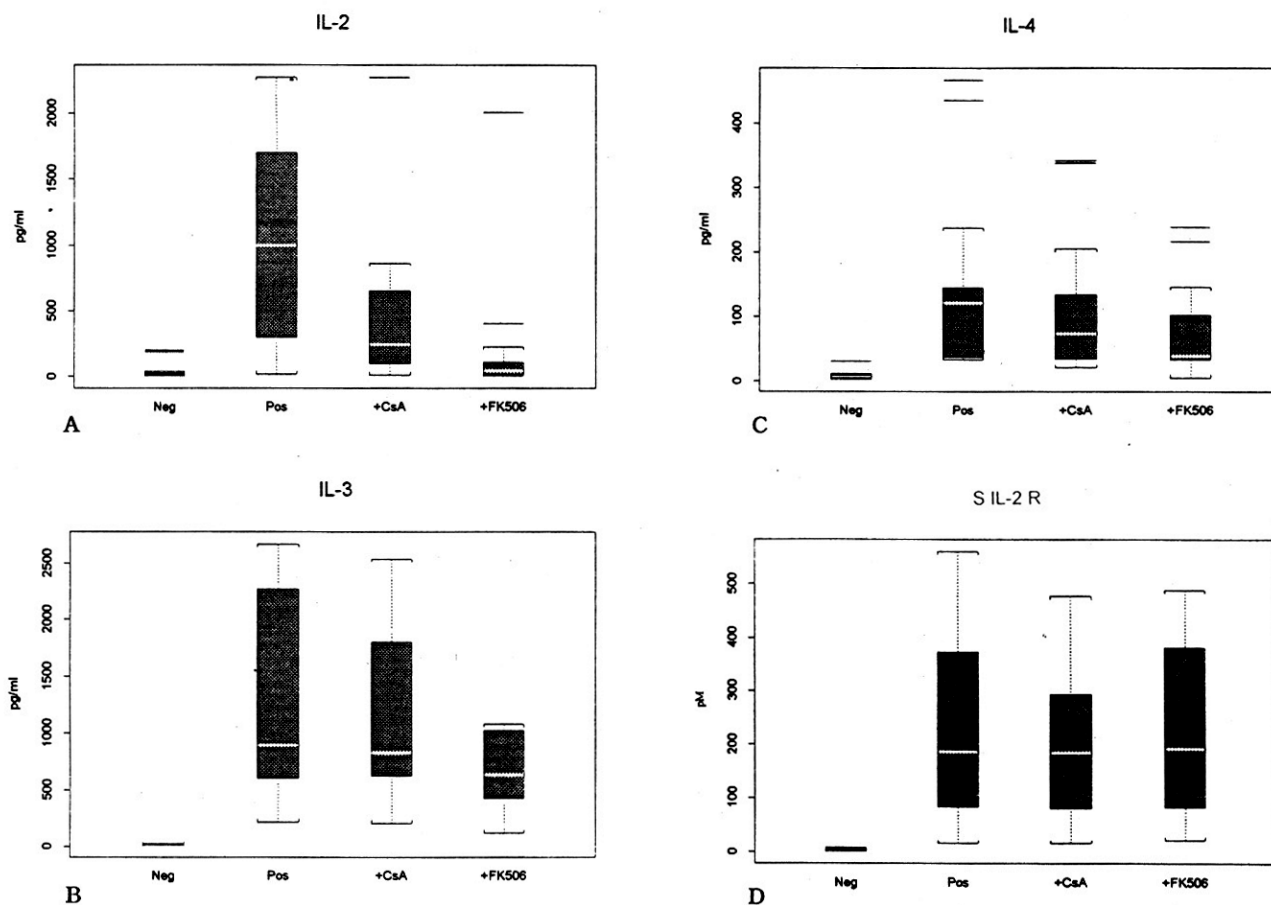 IL-2
pg/ml
2000
1500
1000
500
0
Neg Pos +CsA +FK506
A
IL-4
pg/ml
400
300
200
100
0
Neg Pos +CsA +FK506
C
IL-3
pg/ml
2500
2000
1500
1000
500
0
Neg Pos +CsA +FK506
B
S IL-2 R
pM
500
400
300
200
100
0
Neg Pos +CsA +FK506
D